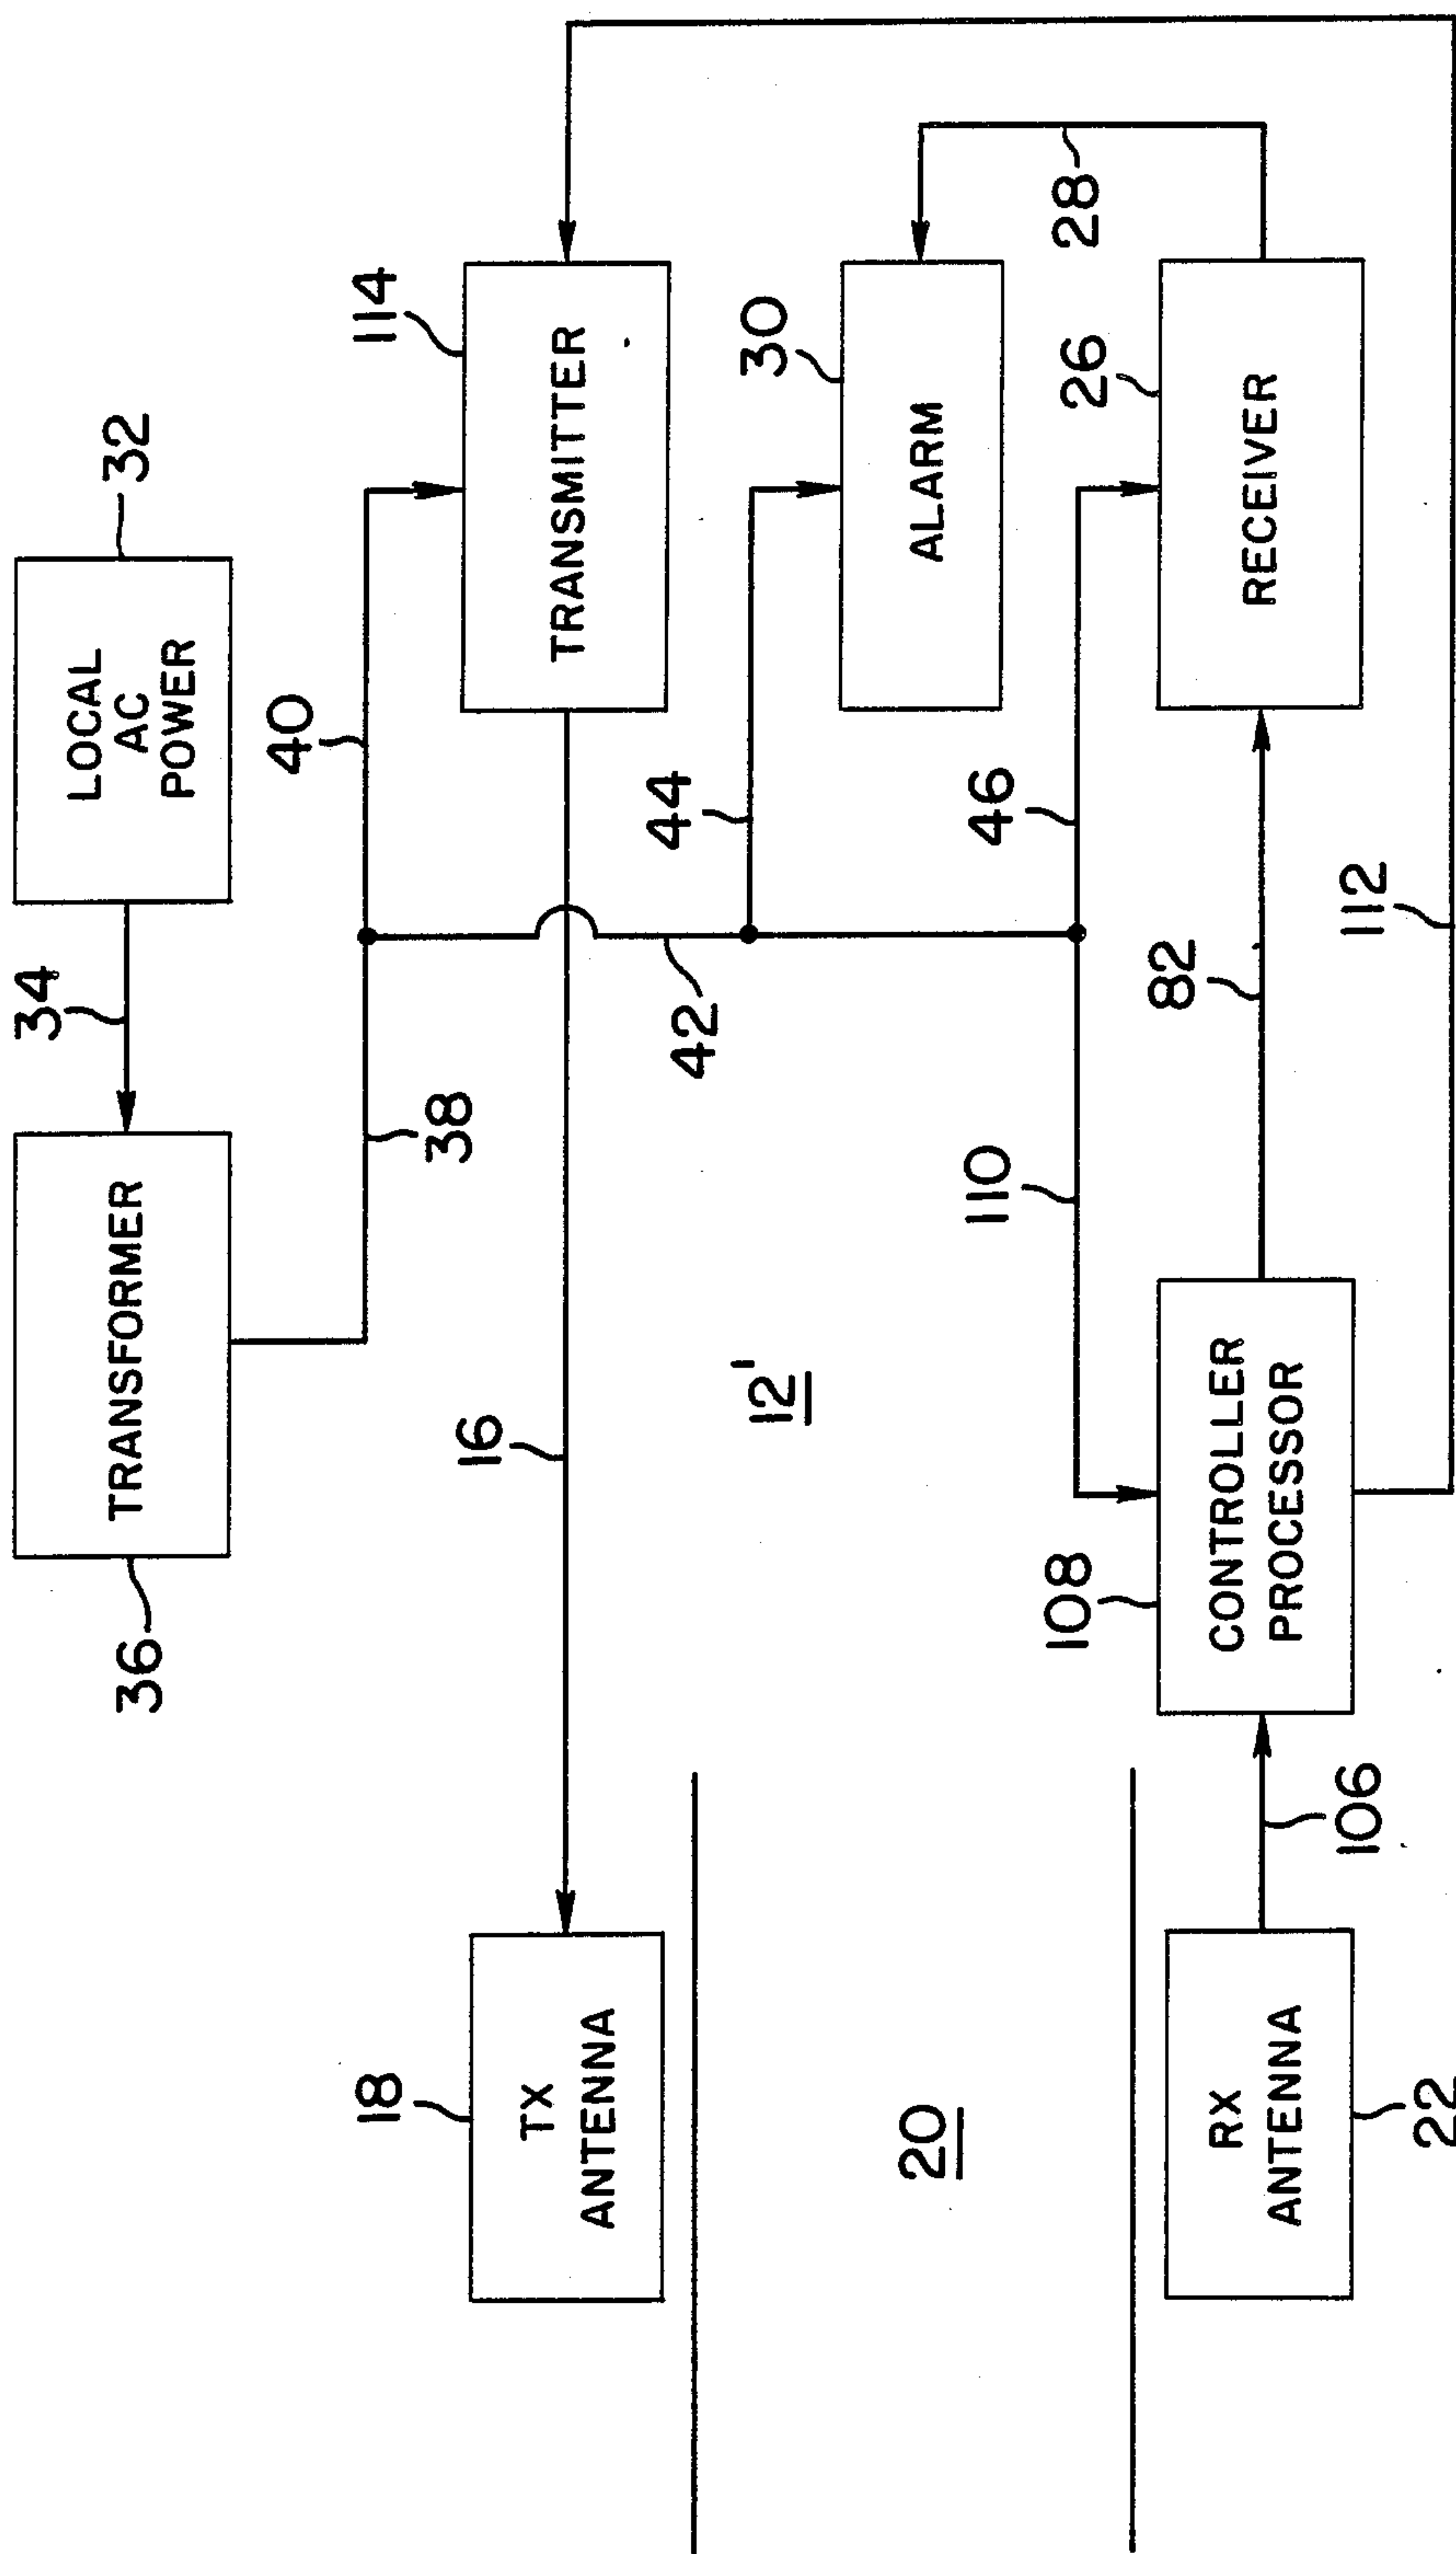 36
TRANSFORMER
34
LOCAL
AC
POWER
32
38
40
18
TX
ANTENNA
16
114
TRANSMITTER
42
44
30
ALARM
12'
20
28
110
46
108
CONTROLLER
PROCESSOR
82
26
RECEIVER
RX
ANTENNA
22
106
112